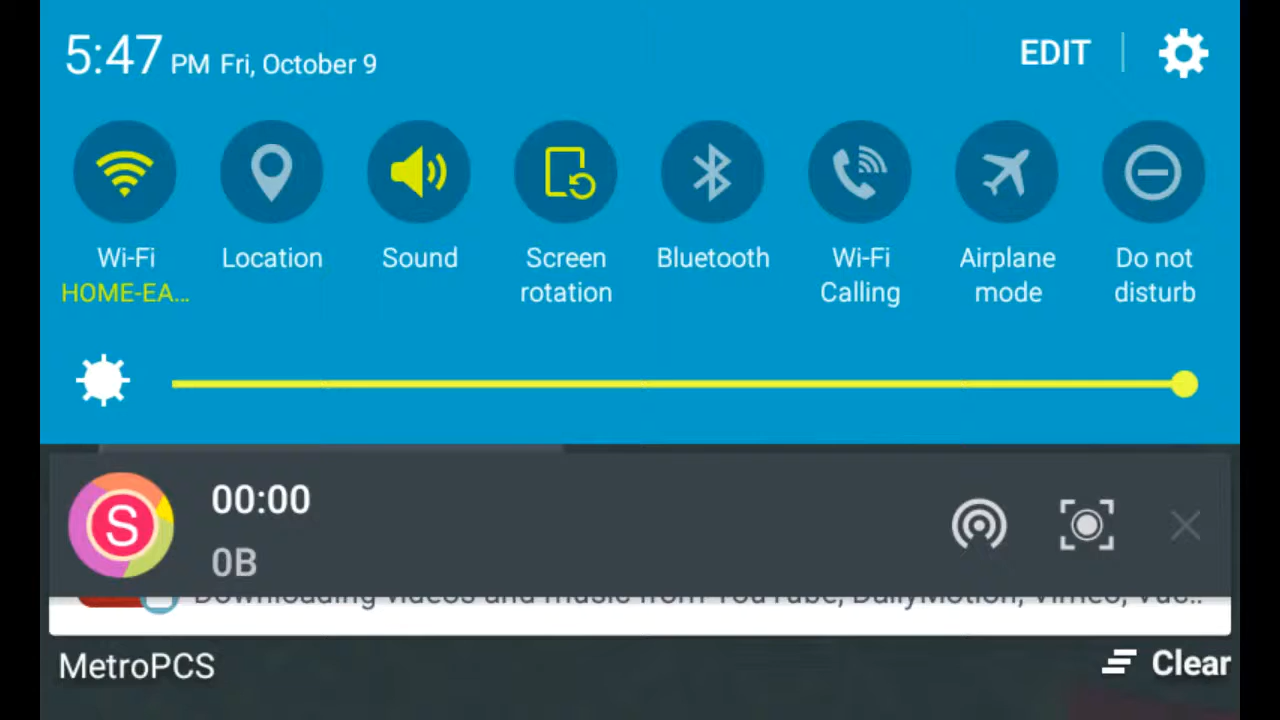 5:47 PM Fri, October 9
EDIT
Wi-Fi
HOME-EA...
Location
Sound
Screen
rotation
Bluetooth
Wi-Fi
Calling
Airplane
mode
Do not
disturb
S
00:00
0B
Downloading videos and music from YouTube, DailyMotion, Vimeo, Vue..
MetroPCS
Clear